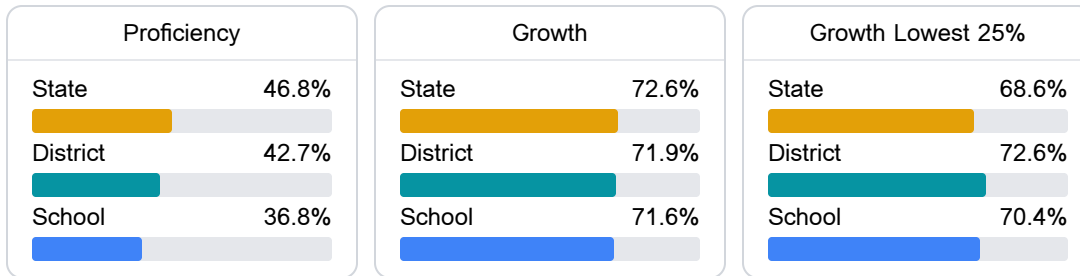 Proficiency
State 46.8%
District 42.7%
School 36.8%
Growth
State 72.6%
District 71.9%
School 71.6%
Growth Lowest 25%
State 68.6%
District 72.6%
School 70.4%